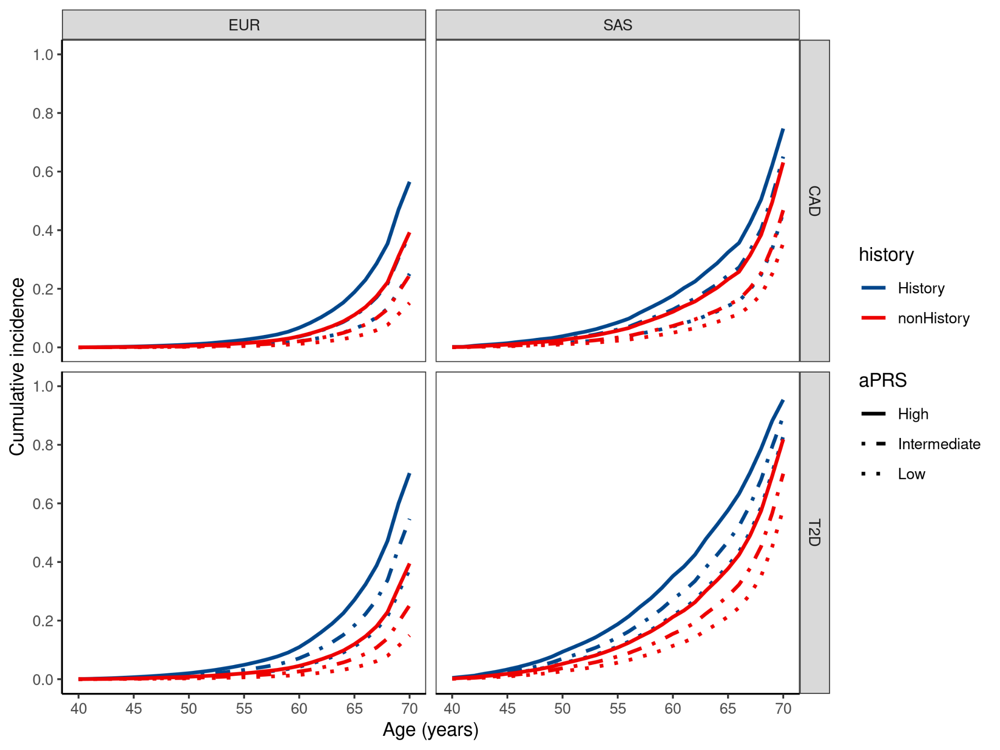 EUR
SAS
1.0
0.8
0.6
0.4
0.2
0.0
CAD
1.0
0.8
0.6
0.4
0.2
0.0
T2D
40 45 50 55 60 65 70
40 45 50 55 60 65 70
Age (years)
Cumulative incidence
history
History
nonHistory
aPRS
High
Intermediate
Low